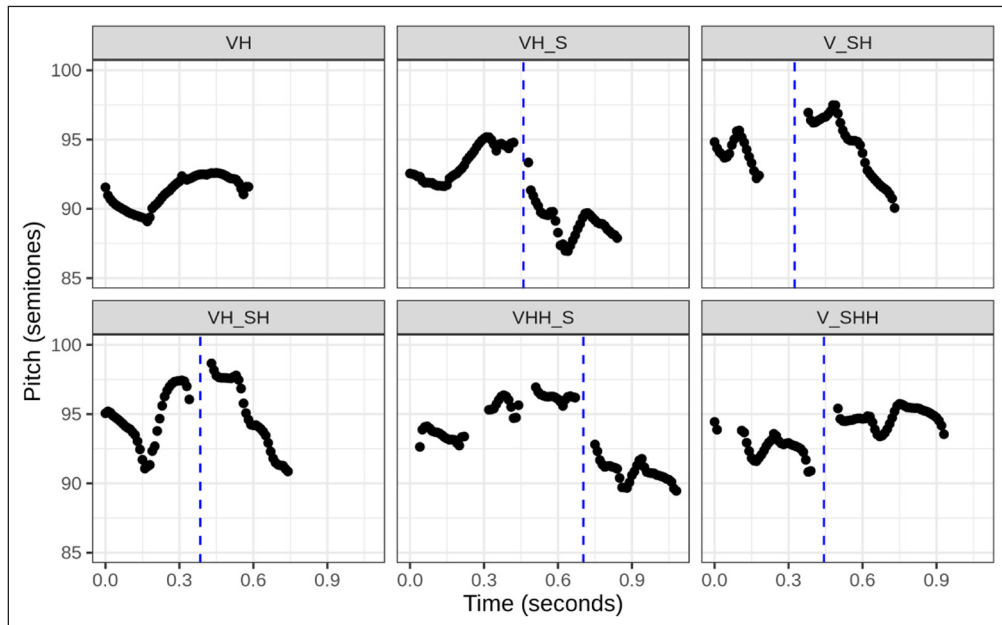 VH VH_S V_SH
100
95
90
85
VH_SH VHH_S V_SHH
100
95
90
85
0.0 0.3 0.6 0.9 0.0 0.3 0.6 0.9 0.0 0.3 0.6 0.9
Time (seconds)
Pitch (semitones)